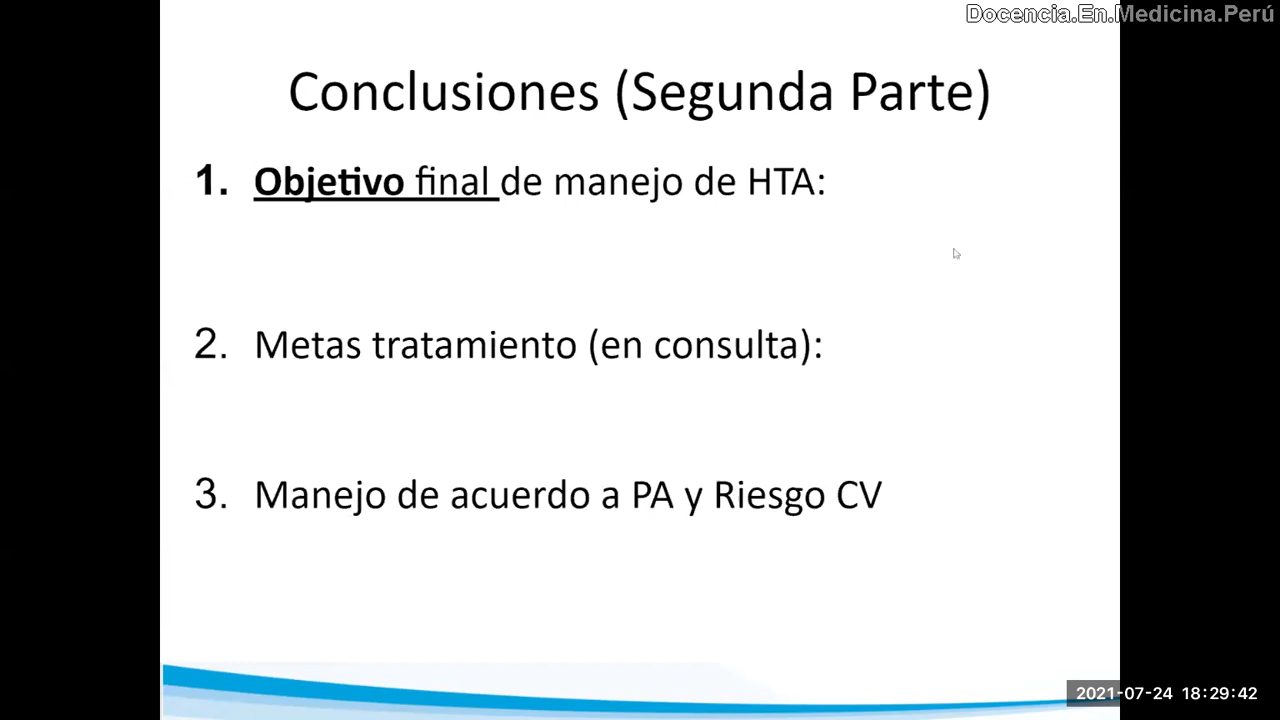 Docencia.En.Medicina.Perú
Conclusiones (Segunda Parte)
1. Objetivo final de manejo de HTA:
2. Metas tratamiento (en consulta):
3. Manejo de acuerdo a PA y Riesgo CV
2021-07-24 18:29:42